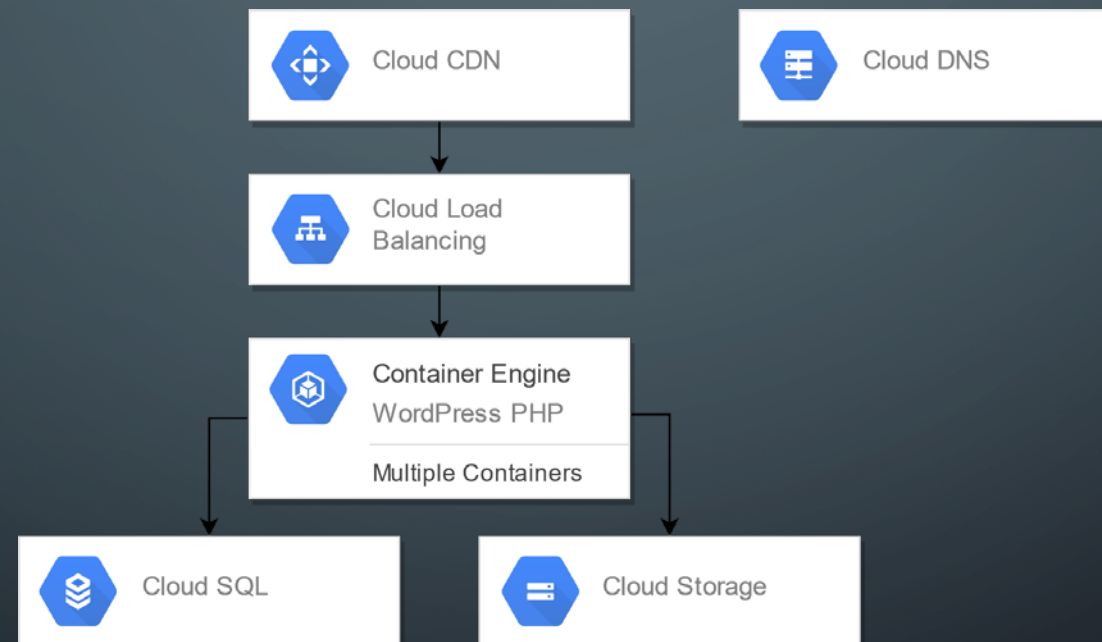 Cloud CDN
Cloud DNS
Cloud Load
Balancing
Container Engine
WordPress PHP
Multiple Containers
Cloud SQL
Cloud Storage